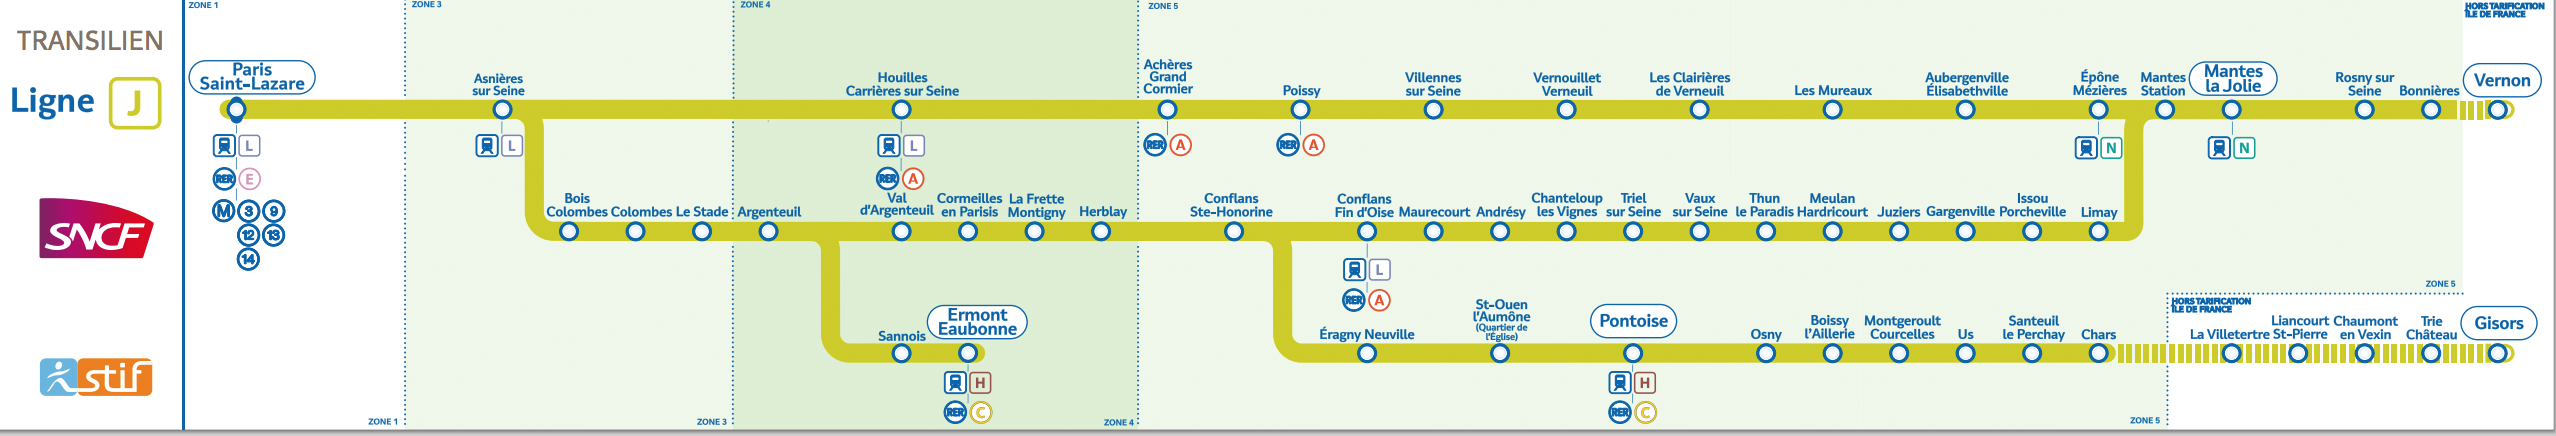 ZONE 1
ZONE 3
ZONE 4
ZONE 5
HORS TARIFICATION
ÎLE DE FRANCE
TRANSILIEN
Ligne J
Paris
Saint-Lazare
L
RER E
M 3 9
12 13
14
Asnières
sur Seine
L
Houilles
Carrières sur Seine
L
RER A
Achères
Grand
Cormier
RER A
Poissy
RER A
Villennes
sur Seine
Vernouillet
Verneuil
Les Clairières
de Verneuil
Les Mureaux
Aubergenville
Élisabethville
Épône
Mézières
N
Mantes
Station
Mantes
la Jolie
N
Rosny sur
Seine
Bonnières
Vernon
SNCF
Bois
Colombes
Colombes
Le Stade
Argenteuil
Val
d'Argenteuil
Cormeilles
en Parisis
La Frette
Montigny
Herblay
Conflans
Ste-Honorine
Conflans
Fin d'Oise
L
RER A
Maurecourt
Andrésy
Chanteloup
les Vignes
Triel
sur Seine
Vaux
sur Seine
Thun
le Paradis
Meulan
Hardricourt
Juziers
Gargenville
Issou
Porcheville
Limay
ZONE 5
HORS TARIFICATION
ÎLE DE FRANCE
stif
Sannois
Ermont
Eaubonne
H
RER C
Éragny Neuville
St-Ouen
l'Aumône
(Quartier de
l'Église)
Pontoise
H
RER C
Osny
Boissy
l'Aillerie
Montgeroult
Courcelles
Us
Santeuil
le Perchay
Chars
La Villetertre
Liancourt
St-Pierre
Chaumont
en Vexin
Trie
Château
Gisors
ZONE 1
ZONE 3
ZONE 4
ZONE 5